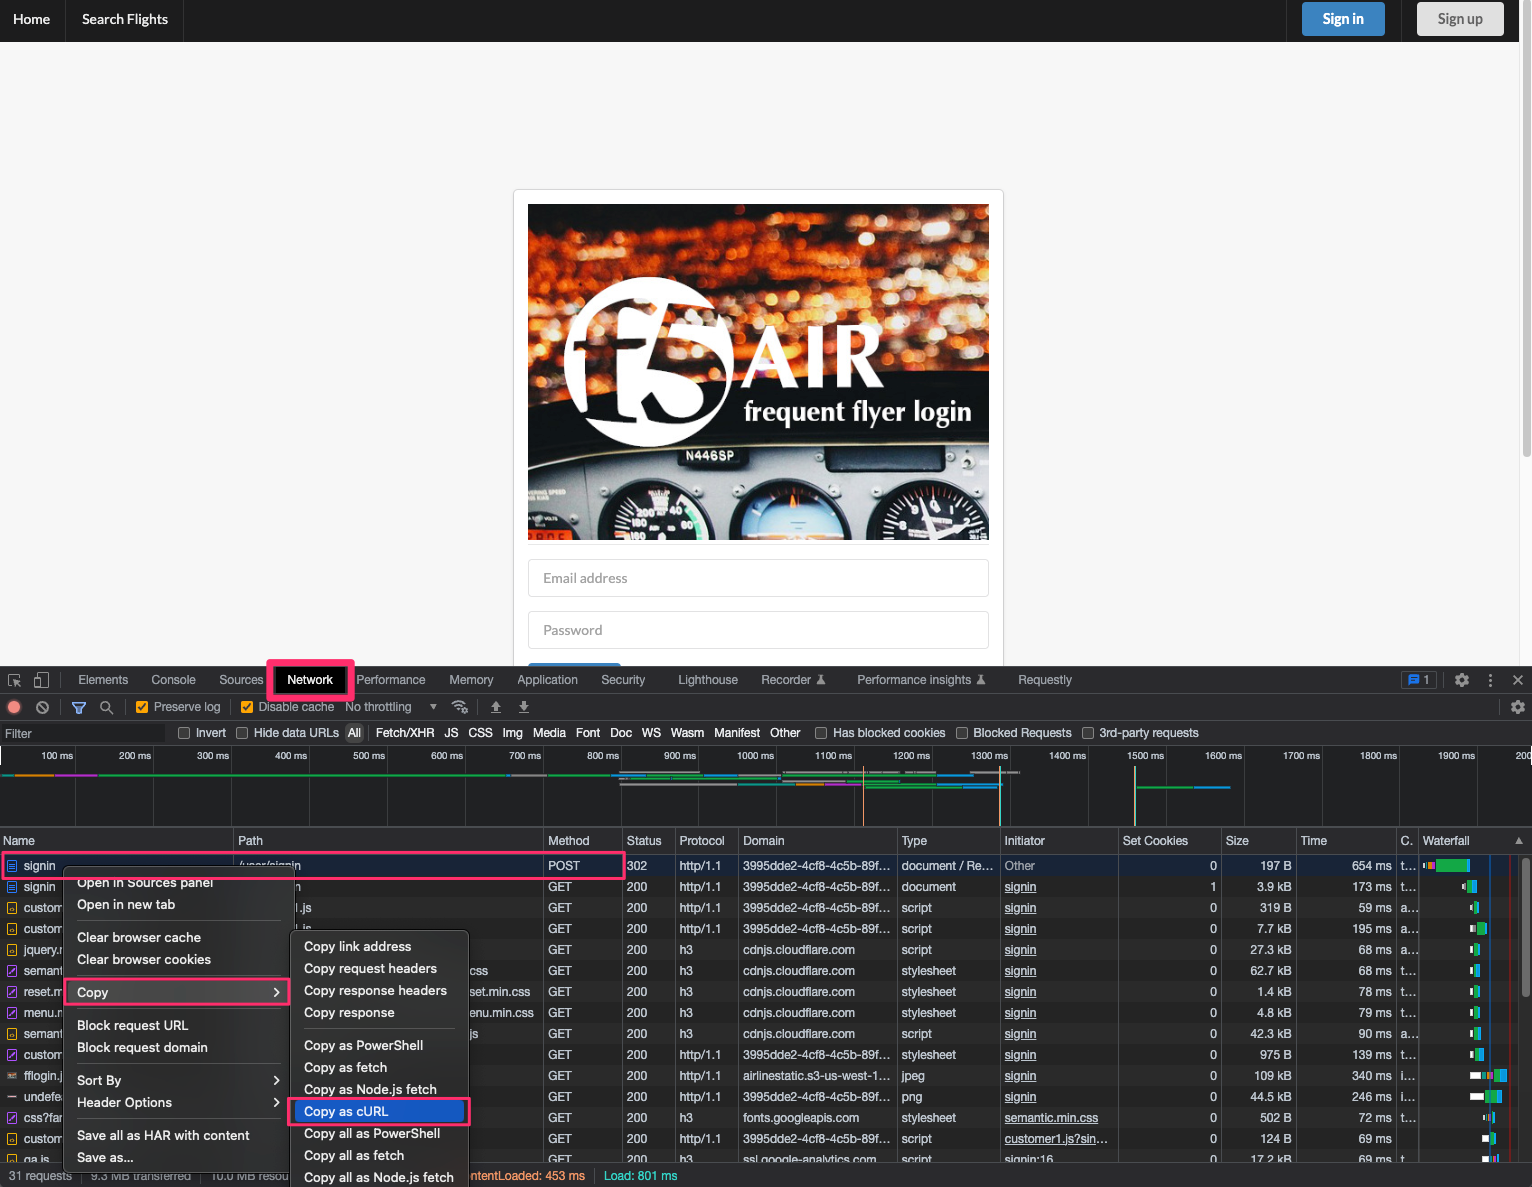 Home Search Flights Sign in Sign up
f5 AIR
frequent flyer login
N446SP
Email address
Password
Elements Console Sources Network Performance Memory Application Security Lighthouse Recorder Performance insights Requestly 1
Preserve log Disable cache No throttling
Filter Invert Hide data URLs All Fetch/XHR JS CSS Img Media Font Doc WS Wasm Manifest Other Has blocked cookies Blocked Requests 3rd-party requests
100 ms 200 ms 300 ms 400 ms 500 ms 600 ms 700 ms 800 ms 900 ms 1000 ms 1100 ms 1200 ms 1300 ms 1400 ms 1500 ms 1600 ms 1700 ms 1800 ms 1900 ms 200
Name Path Method Status Protocol Domain Type Initiator Set Cookies Size Time C. Waterfall
signin /user/signin POST 302 http/1.1 3995dde2-4cf8-4c5b-89f... document / Re... Other 0 197 B 654 ms t...
signin n GET 200 http/1.1 3995dde2-4cf8-4c5b-89f... document signin 1 3.9 kB 173 ms t...
custom 1.js GET 200 http/1.1 3995dde2-4cf8-4c5b-89f... script signin 0 319 B 59 ms a...
custom 1.js GET 200 http/1.1 3995dde2-4cf8-4c5b-89f... script signin 0 7.7 kB 195 ms a...
jquery.r GET 200 h3 cdnjs.cloudflare.com script signin 0 27.3 kB 68 ms a...
semant css GET 200 h3 cdnjs.cloudflare.com stylesheet signin 0 62.7 kB 68 ms t...
reset.m set.min.css GET 200 h3 cdnjs.cloudflare.com stylesheet signin 0 1.4 kB 78 ms t...
menu.m enu.min.css GET 200 h3 cdnjs.cloudflare.com stylesheet signin 0 4.8 kB 79 ms t...
semant js GET 200 h3 cdnjs.cloudflare.com script signin 0 42.3 kB 90 ms a...
custom GET 200 http/1.1 3995dde2-4cf8-4c5b-89f... stylesheet signin 0 975 B 139 ms t...
fflogin.j GET 200 http/1.1 airlinestatic.s3-us-west-1... jpeg signin 0 109 kB 340 ms i...
undefe GET 200 http/1.1 3995dde2-4cf8-4c5b-89f... png signin 0 44.5 kB 246 ms i...
css?far GET 200 h3 fonts.googleapis.com stylesheet semantic.min.css 0 502 B 72 ms t...
custom GET 200 http/1.1 3995dde2-4cf8-4c5b-89f... script customer1.js?sin... 0 124 B 69 ms
ga.js GET 200 h3 ssl.google-analytics.com script signin:16 0 17.2 kB 69 ms
Open in Sources panel
Open in new tab
Clear browser cache
Clear browser cookies
Copy
Block request URL
Block request domain
Sort By
Header Options
Save all as HAR with content
Save as...
Copy link address
Copy request headers
Copy response headers
Copy response
Copy as PowerShell
Copy as fetch
Copy as Node.js fetch
Copy as cURL
Copy all as PowerShell
Copy all as fetch
Copy all as Node.js fetch
31 requests 9.3 MB transferred 10.0 MB resou ntentLoaded: 453 ms Load: 801 ms